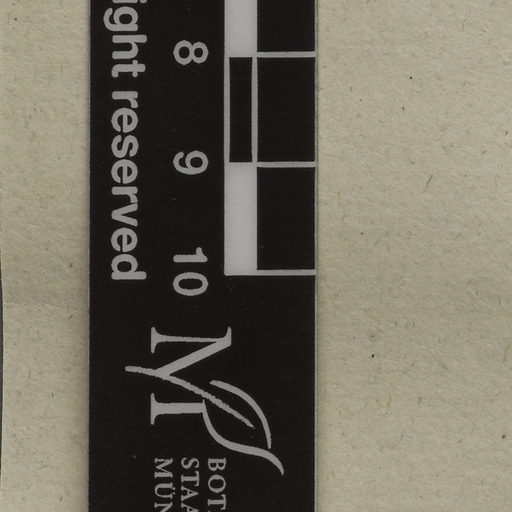 8 9 10
ight reserved
M
BOT
STAA
MÜN